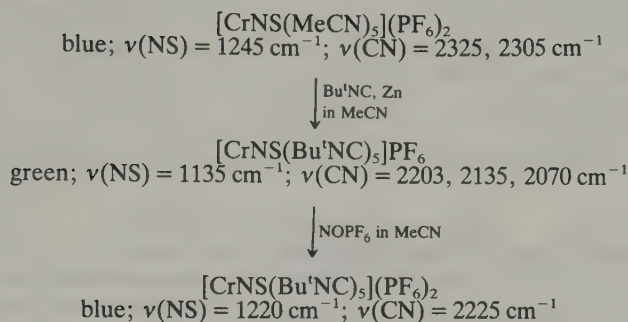 [CrNS(MeCN)₅](PF₆)₂
blue; ν(NS) = 1245 cm⁻¹; ν(CN) = 2325, 2305 cm⁻¹
BuᵗNC, Zn
in MeCN
[CrNS(BuᵗNC)₅]PF₆
green; ν(NS) = 1135 cm⁻¹; ν(CN) = 2203, 2135, 2070 cm⁻¹
NOPF₆ in MeCN
[CrNS(BuᵗNC)₅](PF₆)₂
blue; ν(NS) = 1220 cm⁻¹; ν(CN) = 2225 cm⁻¹